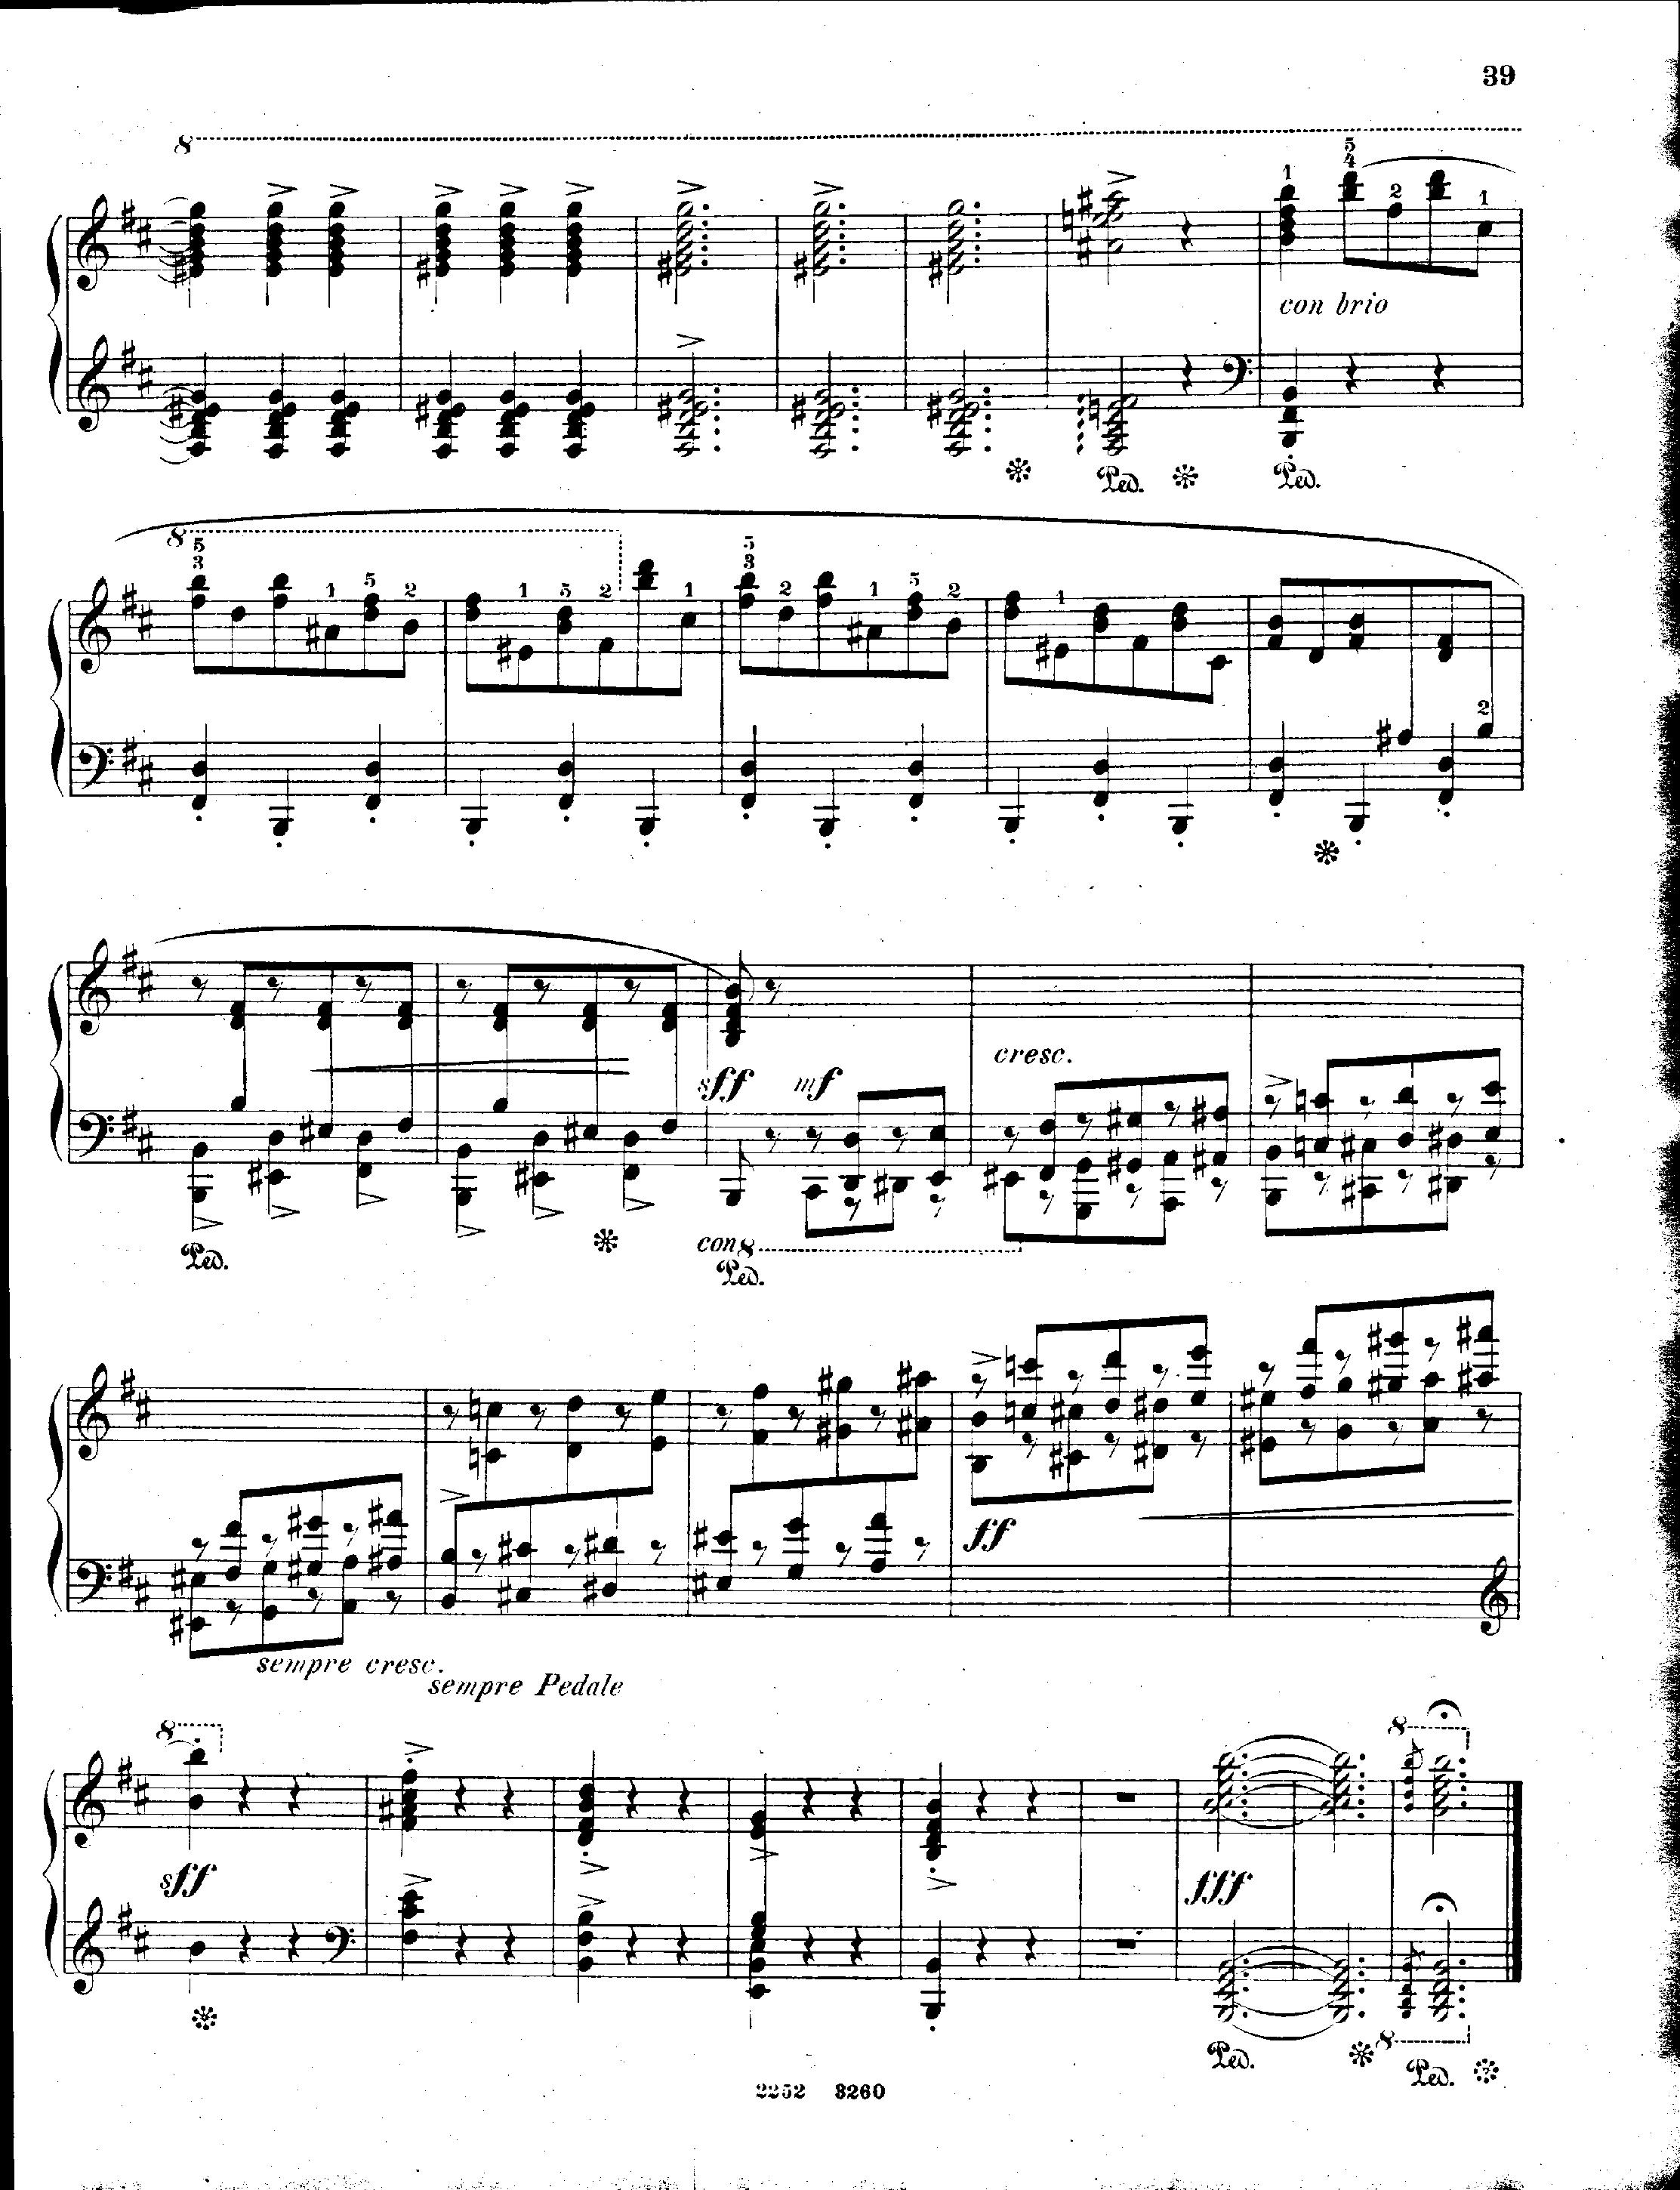 39
8
5
1 4 2 1
con brio
Ped. Ped.
8 5 5
3 1 5 2 1 5 2 1 3 2 1 5 2 1
2
cresc.
sff mf
Ped. con 8
Ped.
ff
sempre cresc.
sempre Pedale
8 8
sff fff
Ped. 8 Ped.
2252 3260